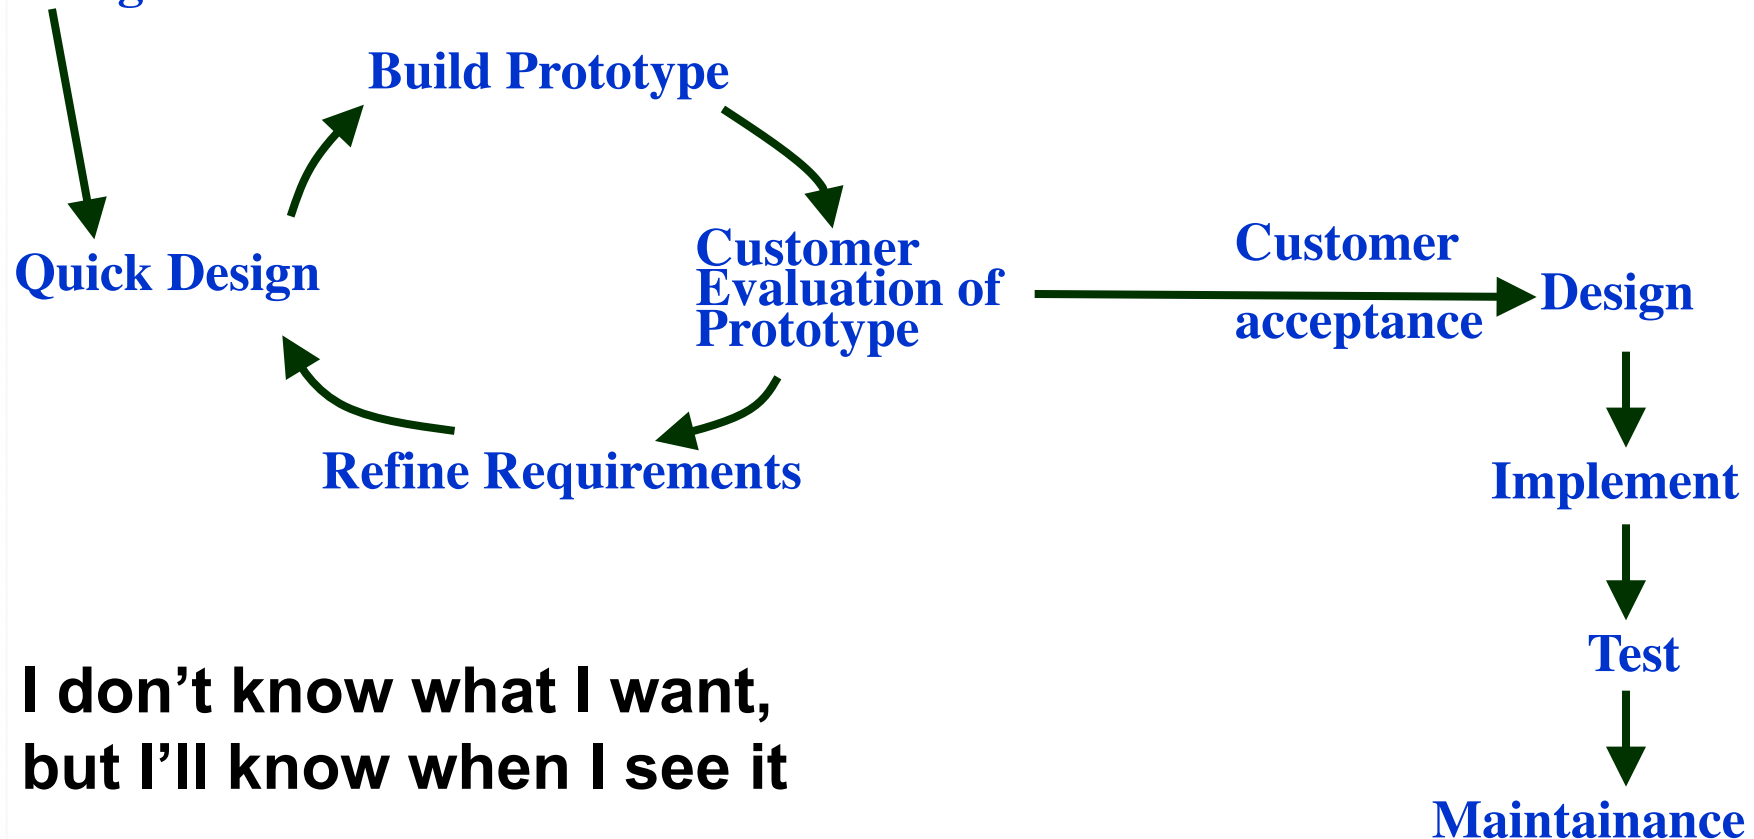 Build Prototype
Quick Design
Customer
Evaluation of
Prototype
Customer
acceptance
Design
Refine Requirements
Implement
Test
I don’t know what I want,
but I’ll know when I see it
Maintainance